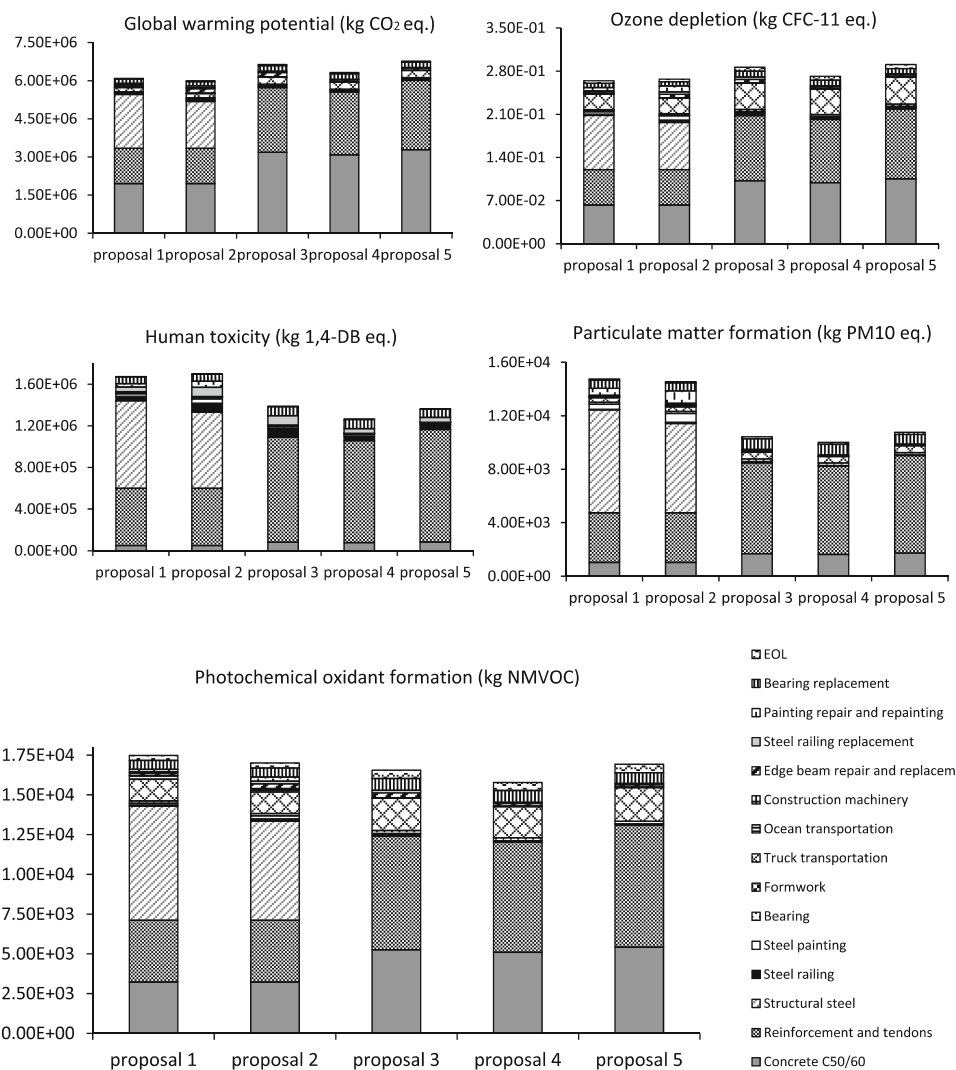 Global warming potential (kg CO2 eq.)
7.50E+06
6.00E+06
4.50E+06
3.00E+06
1.50E+06
0.00E+00
proposal 1 proposal 2 proposal 3 proposal 4 proposal 5
Ozone depletion (kg CFC-11 eq.)
3.50E-01
2.80E-01
2.10E-01
1.40E-01
7.00E-02
0.00E+00
proposal 1 proposal 2 proposal 3 proposal 4 proposal 5
Human toxicity (kg 1,4-DB eq.)
1.60E+06
1.20E+06
8.00E+05
4.00E+05
0.00E+00
proposal 1 proposal 2 proposal 3 proposal 4 proposal 5
Particulate matter formation (kg PM10 eq.)
1.60E+04
1.20E+04
8.00E+03
4.00E+03
0.00E+00
proposal 1 proposal 2 proposal 3 proposal 4 proposal 5
Photochemical oxidant formation (kg NMVOC)
1.75E+04
1.50E+04
1.25E+04
1.00E+04
7.50E+03
5.00E+03
2.50E+03
0.00E+00
proposal 1 proposal 2 proposal 3 proposal 4 proposal 5
EOL
Bearing replacement
Painting repair and repainting
Steel railing replacement
Edge beam repair and replacem
Construction machinery
Ocean transportation
Truck transportation
Formwork
Bearing
Steel painting
Steel railing
Structural steel
Reinforcement and tendons
Concrete C50/60